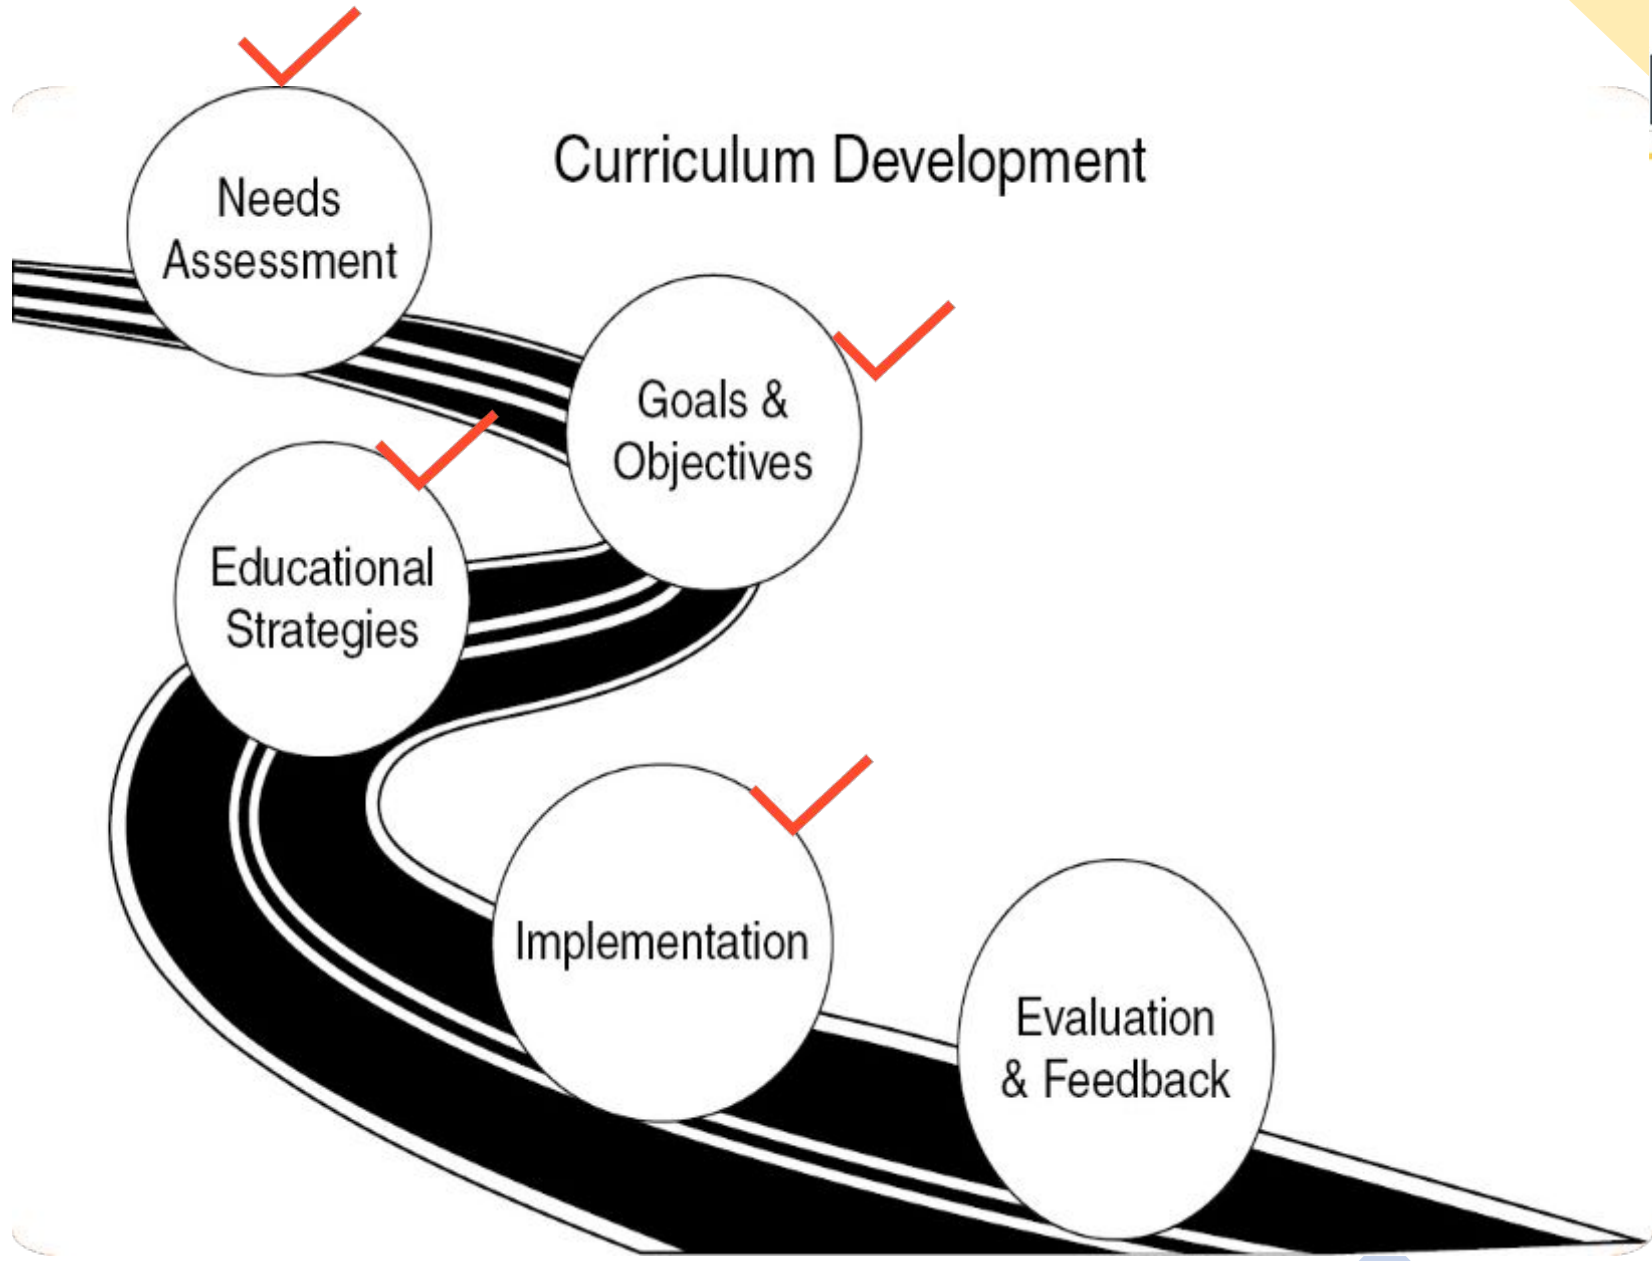 Curriculum Development
Needs
Assessment
Goals &
Objectives
Educational
Strategies
Implementation
Evaluation
& Feedback